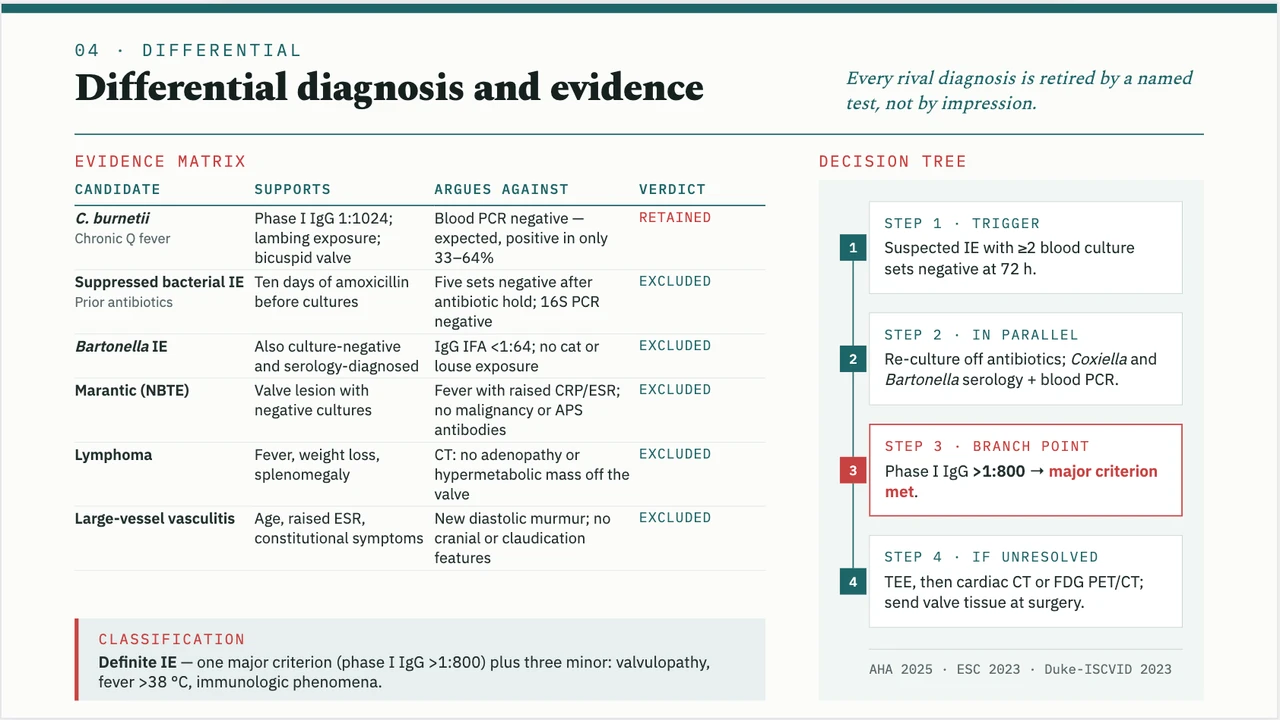 04 · DIFFERENTIAL
Differential diagnosis and evidence
Every rival diagnosis is retired by a named
test, not by impression.
EVIDENCE MATRIX
CANDIDATE SUPPORTS ARGUES AGAINST VERDICT
C. burnetii
Chronic Q fever
Phase I IgG 1:1024;
lambing exposure;
bicuspid valve
Blood PCR negative —
expected, positive in only
33–64%
RETAINED
Suppressed bacterial IE
Prior antibiotics
Ten days of amoxicillin
before cultures
Five sets negative after
antibiotic hold; 16S PCR
negative
EXCLUDED
Bartonella IE
Also culture-negative
and serology-diagnosed
IgG IFA <1:64; no cat or
louse exposure
EXCLUDED
Marantic (NBTE)
Valve lesion with
negative cultures
Fever with raised CRP/ESR;
no malignancy or APS
antibodies
EXCLUDED
Lymphoma
Fever, weight loss,
splenomegaly
CT: no adenopathy or
hypermetabolic mass off the
valve
EXCLUDED
Large-vessel vasculitis
Age, raised ESR,
constitutional symptoms
New diastolic murmur; no
cranial or claudication
features
EXCLUDED
CLASSIFICATION
Definite IE — one major criterion (phase I IgG >1:800) plus three minor: valvulopathy,
fever >38 °C, immunologic phenomena.
DECISION TREE
1
STEP 1 · TRIGGER
Suspected IE with ≥2 blood culture
sets negative at 72 h.
2
STEP 2 · IN PARALLEL
Re-culture off antibiotics; Coxiella and
Bartonella serology + blood PCR.
3
STEP 3 · BRANCH POINT
Phase I IgG >1:800 → major criterion
met.
4
STEP 4 · IF UNRESOLVED
TEE, then cardiac CT or FDG PET/CT;
send valve tissue at surgery.
AHA 2025 · ESC 2023 · Duke-ISCVID 2023